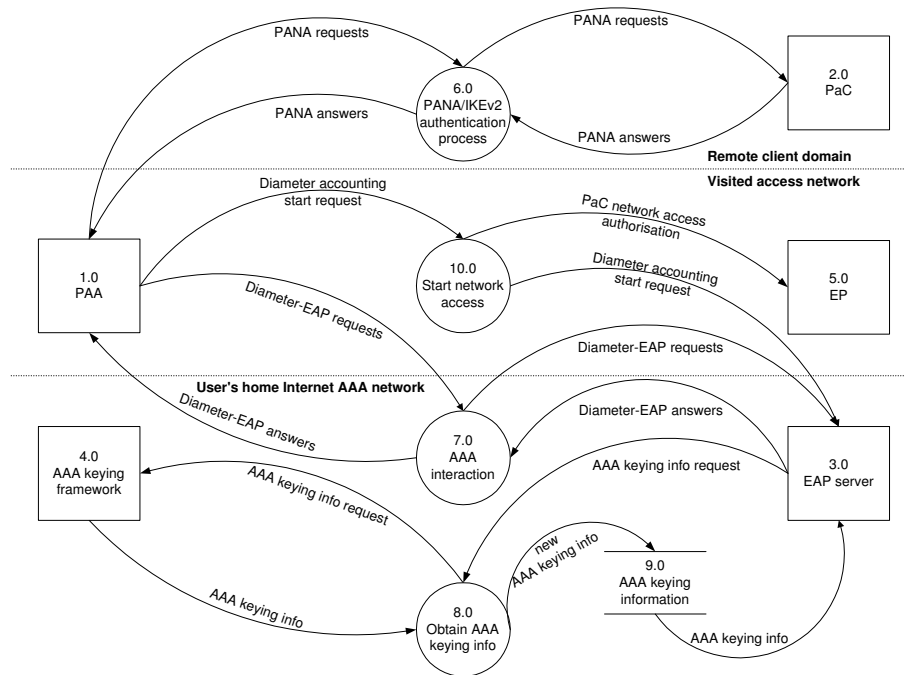 PANA requests
PANA requests
6.0
PANA/IKEv2
authentication
process
2.0
PaC
PANA answers
PANA answers
Remote client domain
Visited access network
Diameter accounting
start request
PaC network access
authorisation
1.0
PAA
10.0
Start network
access
Diameter accounting
start request
5.0
EP
Diameter-EAP requests
Diameter-EAP requests
User's home Internet AAA network
Diameter-EAP answers
Diameter-EAP answers
4.0
AAA keying
framework
7.0
AAA
interaction
AAA keying info request
AAA keying info request
3.0
EAP server
new
AAA keying info
9.0
AAA keying
information
AAA keying info
8.0
Obtain AAA
keying info
AAA keying info